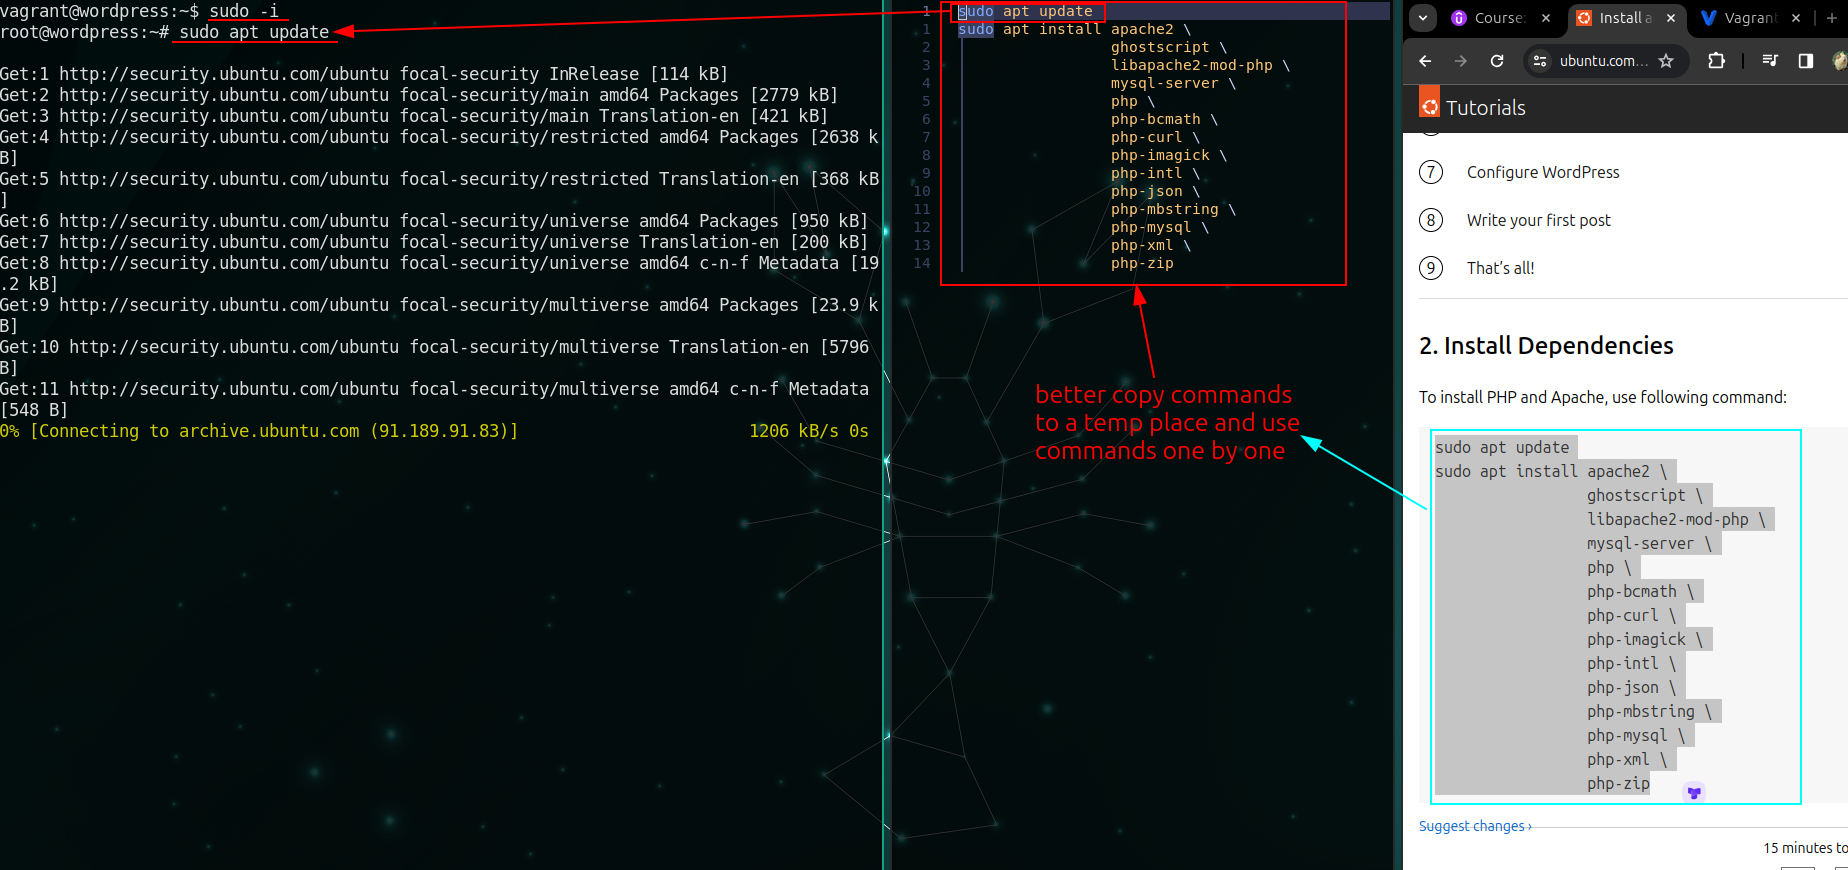 vagrant@wordpress:~$ sudo -i
root@wordpress:~# sudo apt update
Get:1 http://security.ubuntu.com/ubuntu focal-security InRelease [114 kB]
Get:2 http://security.ubuntu.com/ubuntu focal-security/main amd64 Packages [2779 kB]
Get:3 http://security.ubuntu.com/ubuntu focal-security/main Translation-en [421 kB]
Get:4 http://security.ubuntu.com/ubuntu focal-security/restricted amd64 Packages [2638 k
B]
Get:5 http://security.ubuntu.com/ubuntu focal-security/restricted Translation-en [368 kB
]
Get:6 http://security.ubuntu.com/ubuntu focal-security/universe amd64 Packages [950 kB]
Get:7 http://security.ubuntu.com/ubuntu focal-security/universe Translation-en [200 kB]
Get:8 http://security.ubuntu.com/ubuntu focal-security/universe amd64 c-n-f Metadata [19
.2 kB]
Get:9 http://security.ubuntu.com/ubuntu focal-security/multiverse amd64 Packages [23.9 k
B]
Get:10 http://security.ubuntu.com/ubuntu focal-security/multiverse Translation-en [5796
B]
Get:11 http://security.ubuntu.com/ubuntu focal-security/multiverse amd64 c-n-f Metadata
[548 B]
0% [Connecting to archive.ubuntu.com (91.189.91.83)] 1206 kB/s 0s
1 sudo apt update
1 sudo apt install apache2 \
2 ghostscript \
3 libapache2-mod-php \
4 mysql-server \
5 php \
6 php-bcmath \
7 php-curl \
8 php-imagick \
9 php-intl \
10 php-json \
11 php-mbstring \
12 php-mysql \
13 php-xml \
14 php-zip
better copy commands
to a temp place and use
commands one by one
Course: Install a Vagrant
ubuntu.com...
Tutorials
7 Configure WordPress
8 Write your first post
9 That’s all!
2. Install Dependencies
To install PHP and Apache, use following command:
sudo apt update
sudo apt install apache2 \
ghostscript \
libapache2-mod-php \
mysql-server \
php \
php-bcmath \
php-curl \
php-imagick \
php-intl \
php-json \
php-mbstring \
php-mysql \
php-xml \
php-zip
Suggest changes ›
15 minutes to